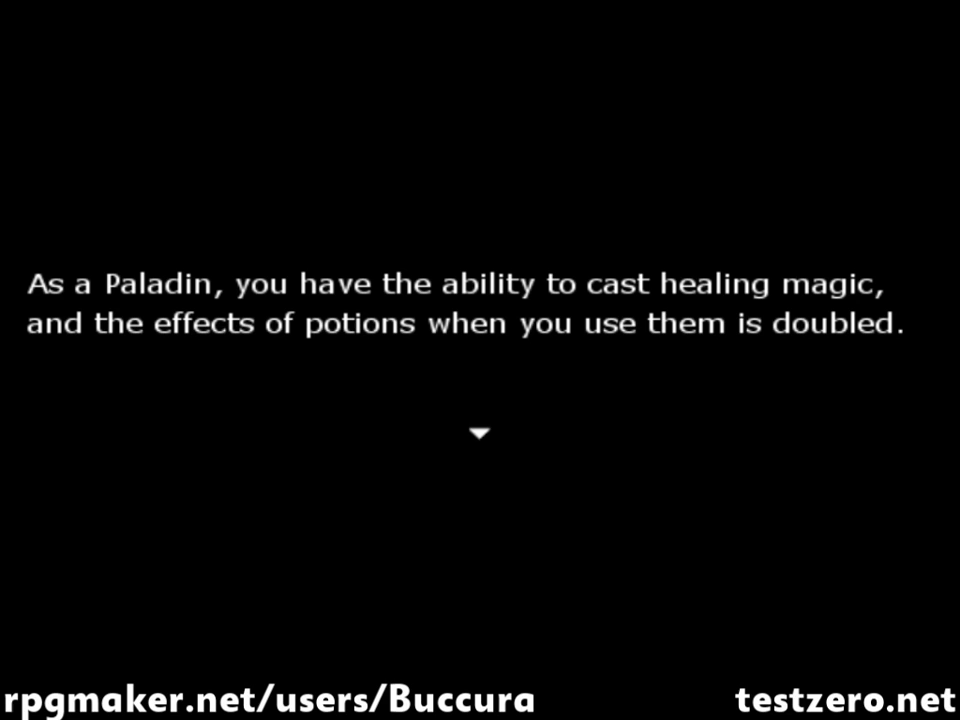 As a Paladin, you have the ability to cast healing magic,
and the effects of potions when you use them is doubled.
rpgmaker.net/users/Buccura
testzero.net